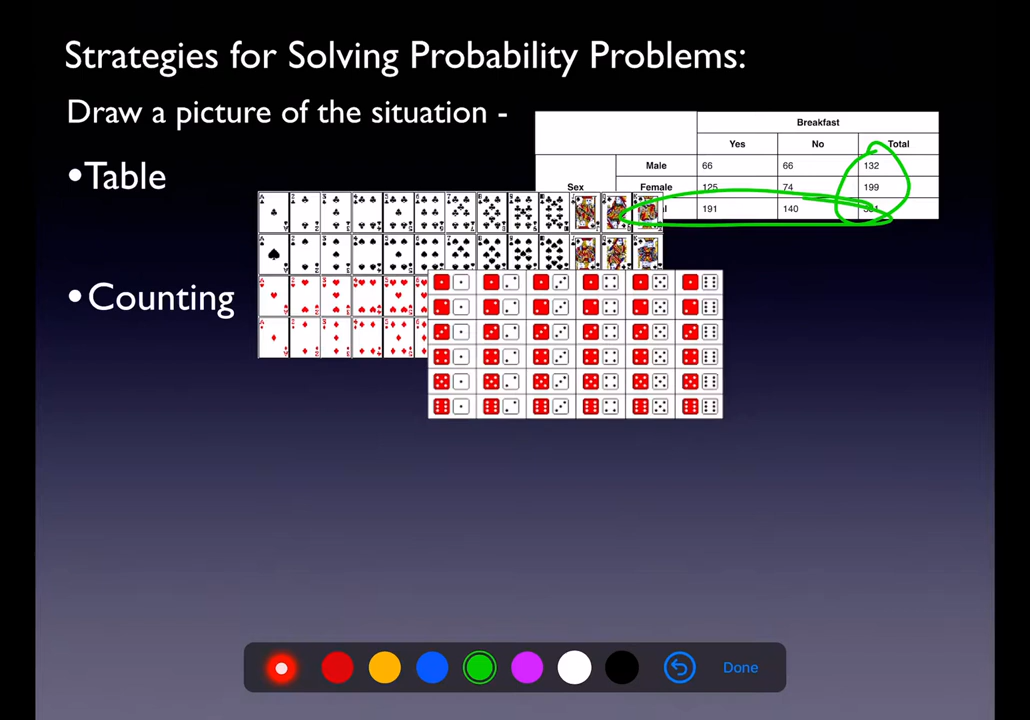 Strategies for Solving Probability Problems:
Draw a picture of the situation -
Breakfast
Yes No Total
•Table
Male 66 66 132
Sex Female 125 74 199
191 140
•Counting
Done